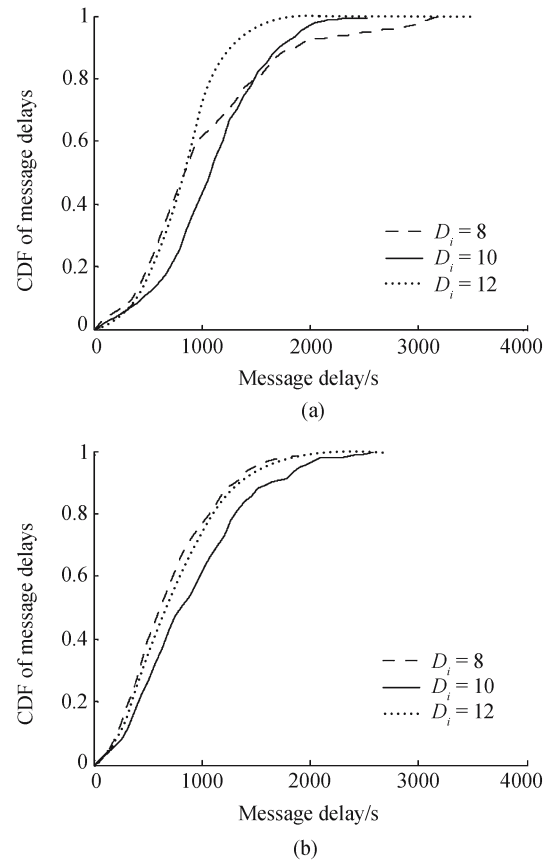 1
0.8
0.6
0.4
0.2
0
CDF of message delays
D_i = 8
D_i = 10
D_i = 12
0 1000 2000 3000 4000
Message delay/s
(a)
1
0.8
0.6
0.4
0.2
0
CDF of message delays
D_i = 8
D_i = 10
D_i = 12
0 1000 2000 3000 4000
Message delay/s
(b)